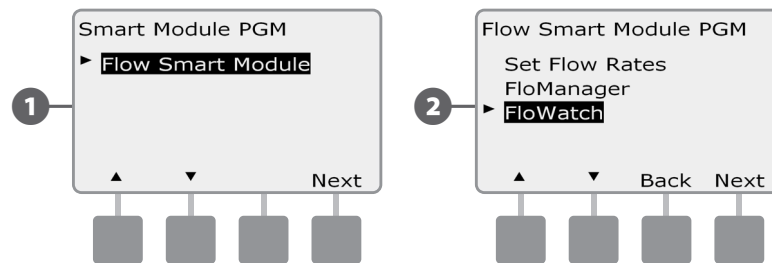 Smart Module PGM
► Flow Smart Module
▲ ▼ Next
1
Flow Smart Module PGM
Set Flow Rates
FloManager
► FloWatch
▲ ▼ Back Next
2